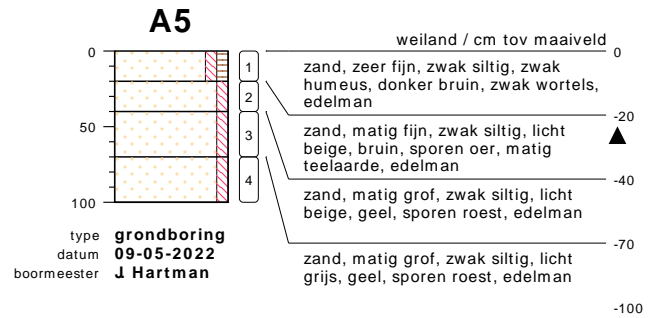 A5
weiland / cm tov maaiveld
0
0
1
zand, zeer fijn, zwak siltig, zwak
humeus, donker bruin, zwak wortels,
edelman
-20
2
zand, matig fijn, zwak siltig, licht
beige, bruin, sporen oer, matig
teelaarde, edelman
50
3
-40
zand, matig grof, zwak siltig, licht
beige, geel, sporen roest, edelman
4
100
-70
zand, matig grof, zwak siltig, licht
grijs, geel, sporen roest, edelman
-100
type grondboring
datum 09-05-2022
boormeester J. Hartman